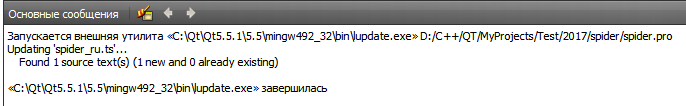 Основные сообщения
Запускается внешняя утилита «C:\Qt\Qt5.5.1\5.5\mingw492_32\bin\lupdate.exe» D:/C++/QT/MyProjects/Test/2017/spider/spider.pro
Updating 'spider_ru.ts'...
Found 1 source text(s) (1 new and 0 already existing)
«C:\Qt\Qt5.5.1\5.5\mingw492_32\bin\lupdate.exe» завершилась